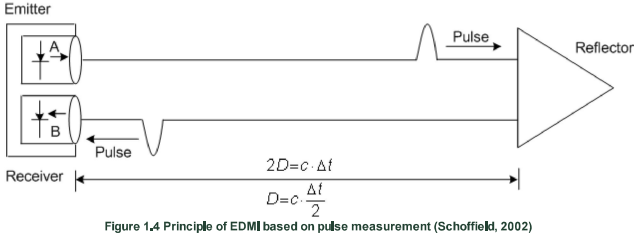 Emitter
A
Pulse
Reflector
B
Pulse
Receiver
2D=c·Δt
D=c·Δt/2
Figure 1.4 Principle of EDMI based on pulse measurement (Schoffield, 2002)